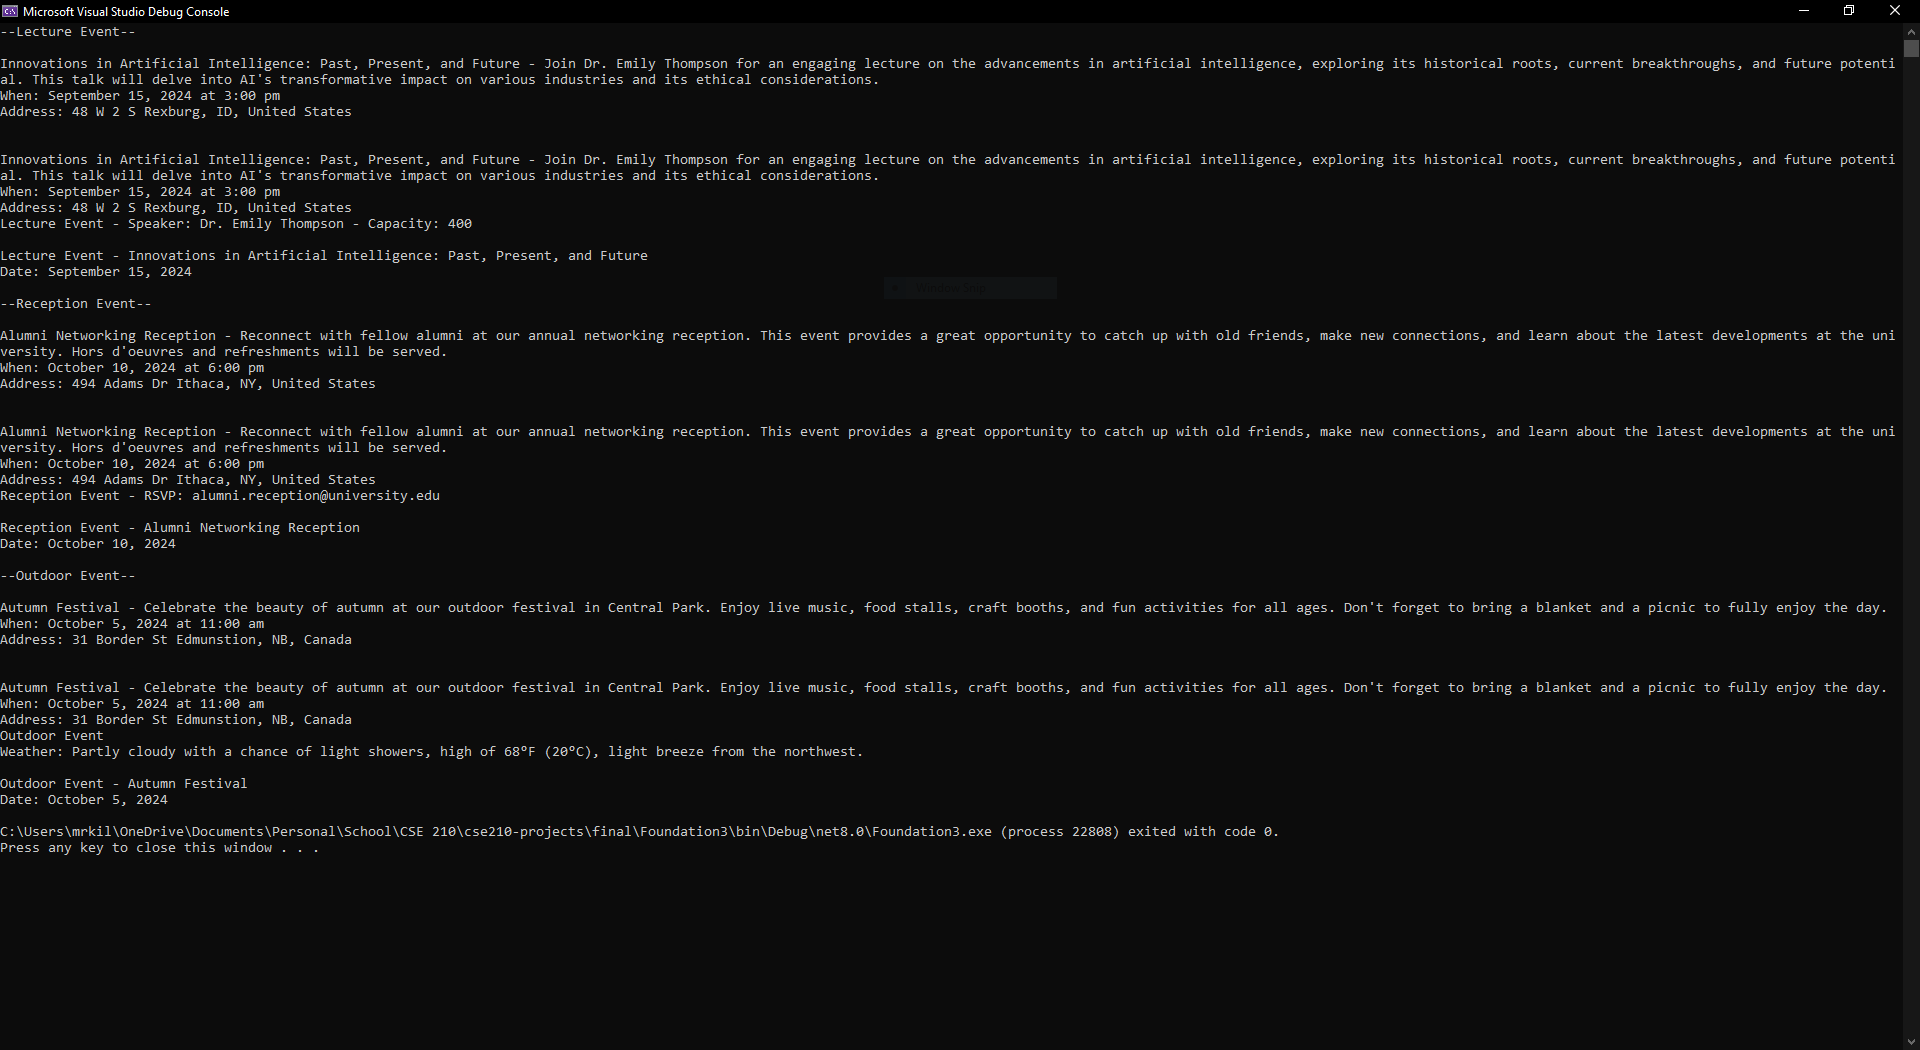 Microsoft Visual Studio Debug Console
--Lecture Event--
Innovations in Artificial Intelligence: Past, Present, and Future - Join Dr. Emily Thompson for an engaging lecture on the advancements in artificial intelligence, exploring its historical roots, current breakthroughs, and future potenti
al. This talk will delve into AI's transformative impact on various industries and its ethical considerations.
When: September 15, 2024 at 3:00 pm
Address: 48 W 2 S Rexburg, ID, United States
Innovations in Artificial Intelligence: Past, Present, and Future - Join Dr. Emily Thompson for an engaging lecture on the advancements in artificial intelligence, exploring its historical roots, current breakthroughs, and future potenti
al. This talk will delve into AI's transformative impact on various industries and its ethical considerations.
When: September 15, 2024 at 3:00 pm
Address: 48 W 2 S Rexburg, ID, United States
Lecture Event - Speaker: Dr. Emily Thompson - Capacity: 400
Lecture Event - Innovations in Artificial Intelligence: Past, Present, and Future
Date: September 15, 2024
--Reception Event--
Alumni Networking Reception - Reconnect with fellow alumni at our annual networking reception. This event provides a great opportunity to catch up with old friends, make new connections, and learn about the latest developments at the uni
versity. Hors d'oeuvres and refreshments will be served.
When: October 10, 2024 at 6:00 pm
Address: 494 Adams Dr Ithaca, NY, United States
Alumni Networking Reception - Reconnect with fellow alumni at our annual networking reception. This event provides a great opportunity to catch up with old friends, make new connections, and learn about the latest developments at the uni
versity. Hors d'oeuvres and refreshments will be served.
When: October 10, 2024 at 6:00 pm
Address: 494 Adams Dr Ithaca, NY, United States
Reception Event - RSVP: alumni.reception@university.edu
Reception Event - Alumni Networking Reception
Date: October 10, 2024
--Outdoor Event--
Autumn Festival - Celebrate the beauty of autumn at our outdoor festival in Central Park. Enjoy live music, food stalls, craft booths, and fun activities for all ages. Don't forget to bring a blanket and a picnic to fully enjoy the day.
When: October 5, 2024 at 11:00 am
Address: 31 Border St Edmunstion, NB, Canada
Autumn Festival - Celebrate the beauty of autumn at our outdoor festival in Central Park. Enjoy live music, food stalls, craft booths, and fun activities for all ages. Don't forget to bring a blanket and a picnic to fully enjoy the day.
When: October 5, 2024 at 11:00 am
Address: 31 Border St Edmunstion, NB, Canada
Outdoor Event
Weather: Partly cloudy with a chance of light showers, high of 68°F (20°C), light breeze from the northwest.
Outdoor Event - Autumn Festival
Date: October 5, 2024
C:\Users\mrkil\OneDrive\Documents\Personal\School\CSE 210\cse210-projects\final\Foundation3\bin\Debug\net8.0\Foundation3.exe (process 22808) exited with code 0.
Press any key to close this window . . .